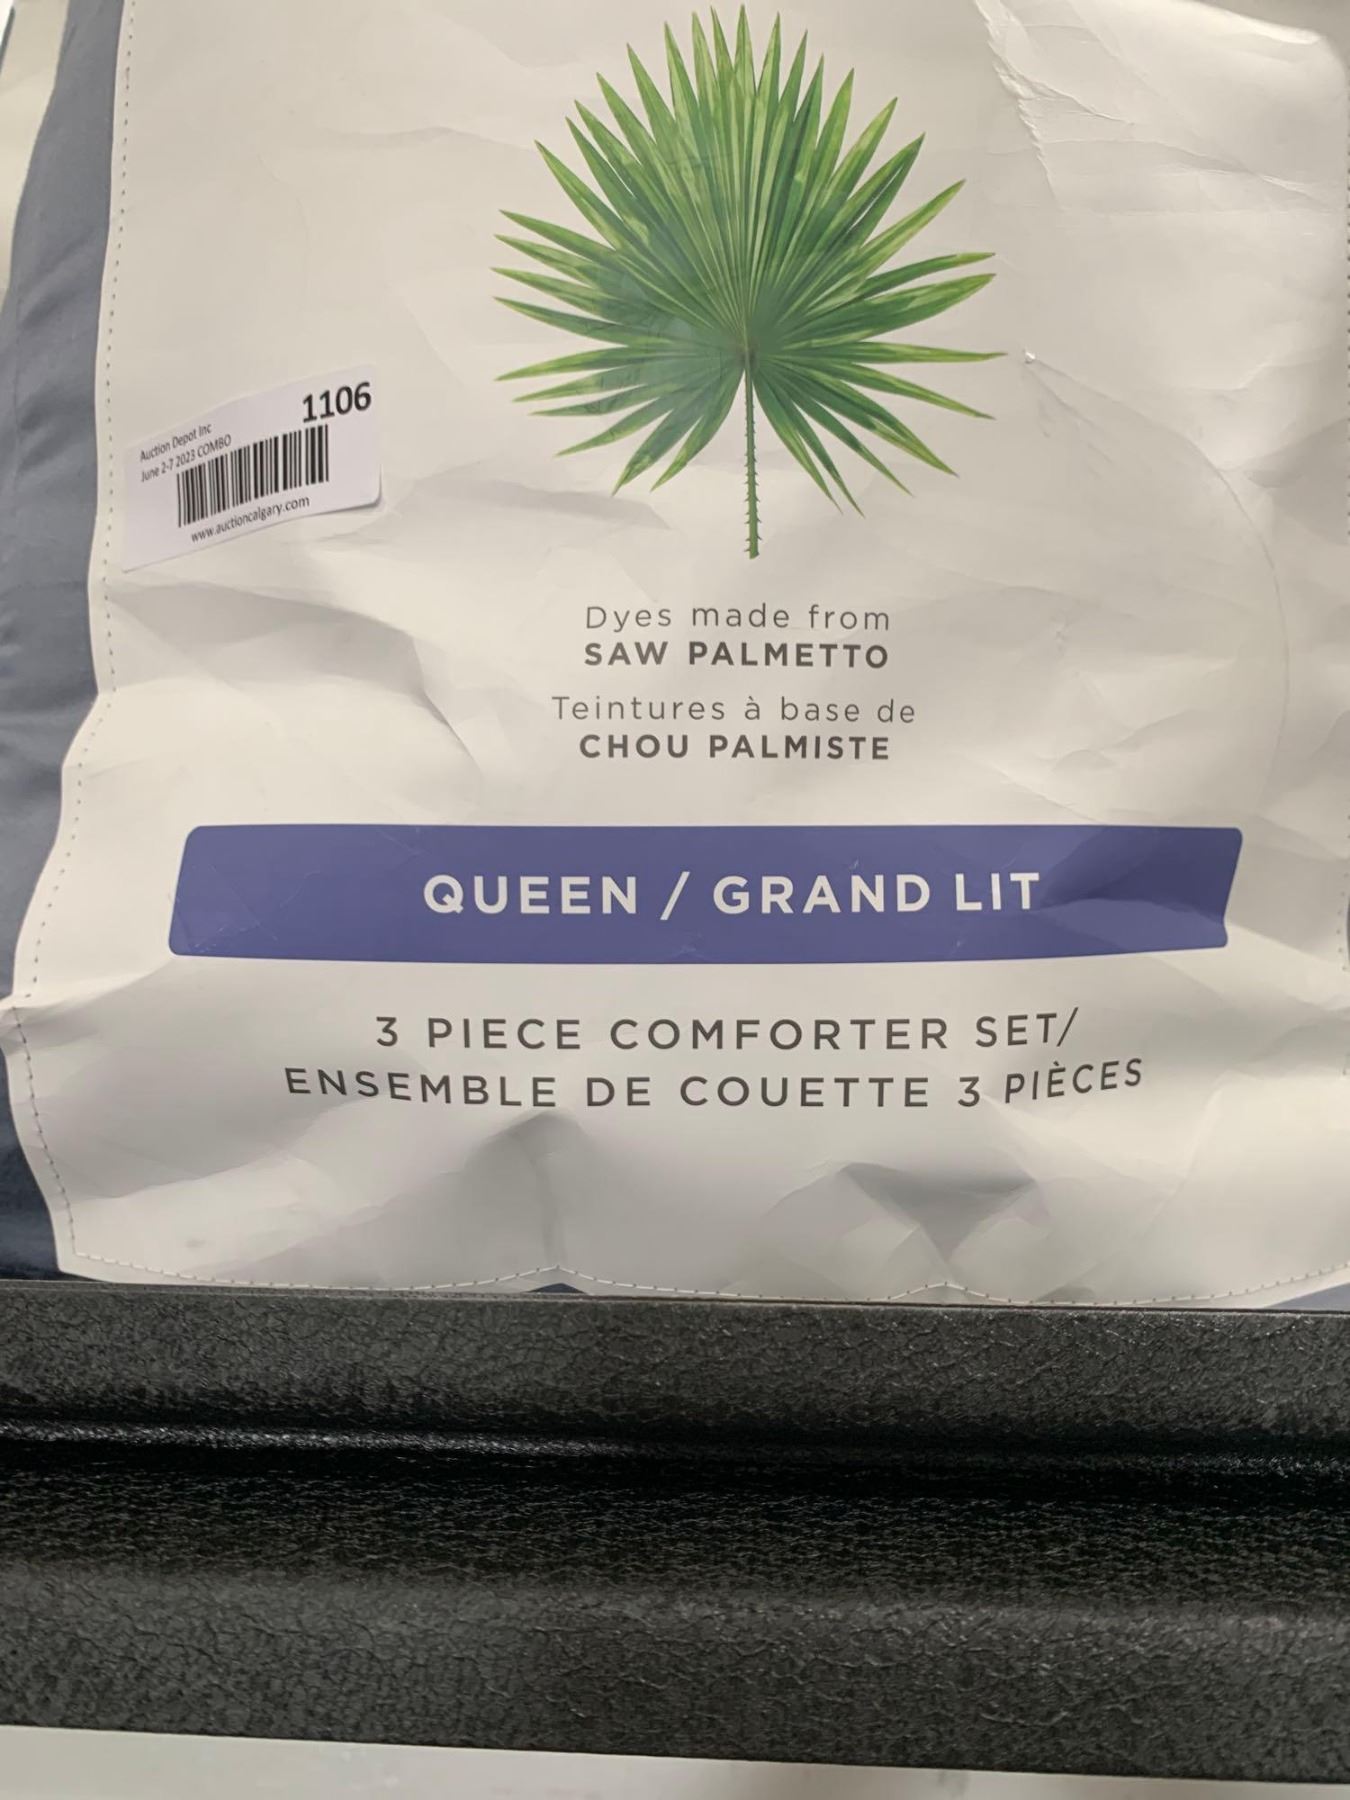 1106
Auction Depot Inc
June 2-7 2023 COMBO
www.auctioncalgary.com
Dyes made from
SAW PALMETTO
Teintures à base de
CHOU PALMISTE
QUEEN / GRAND LIT
3 PIECE COMFORTER SET/
ENSEMBLE DE COUETTE 3 PIÈCES